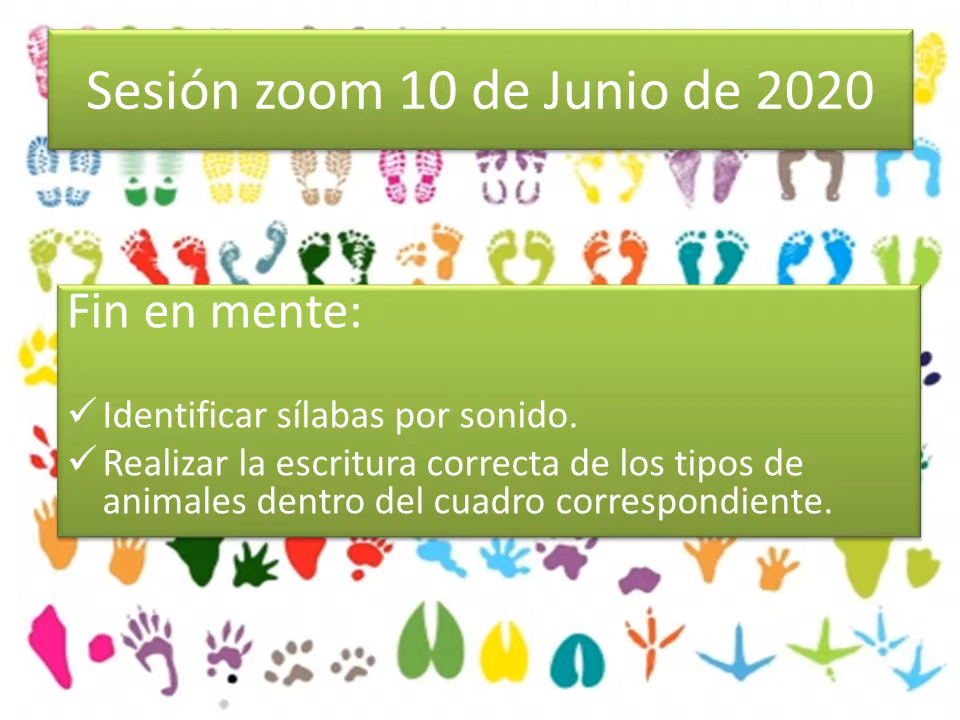 Sesión zoom 10 de Junio de 2020
Fin en mente:
✓ Identificar sílabas por sonido.
✓ Realizar la escritura correcta de los tipos de
animales dentro del cuadro correspondiente.